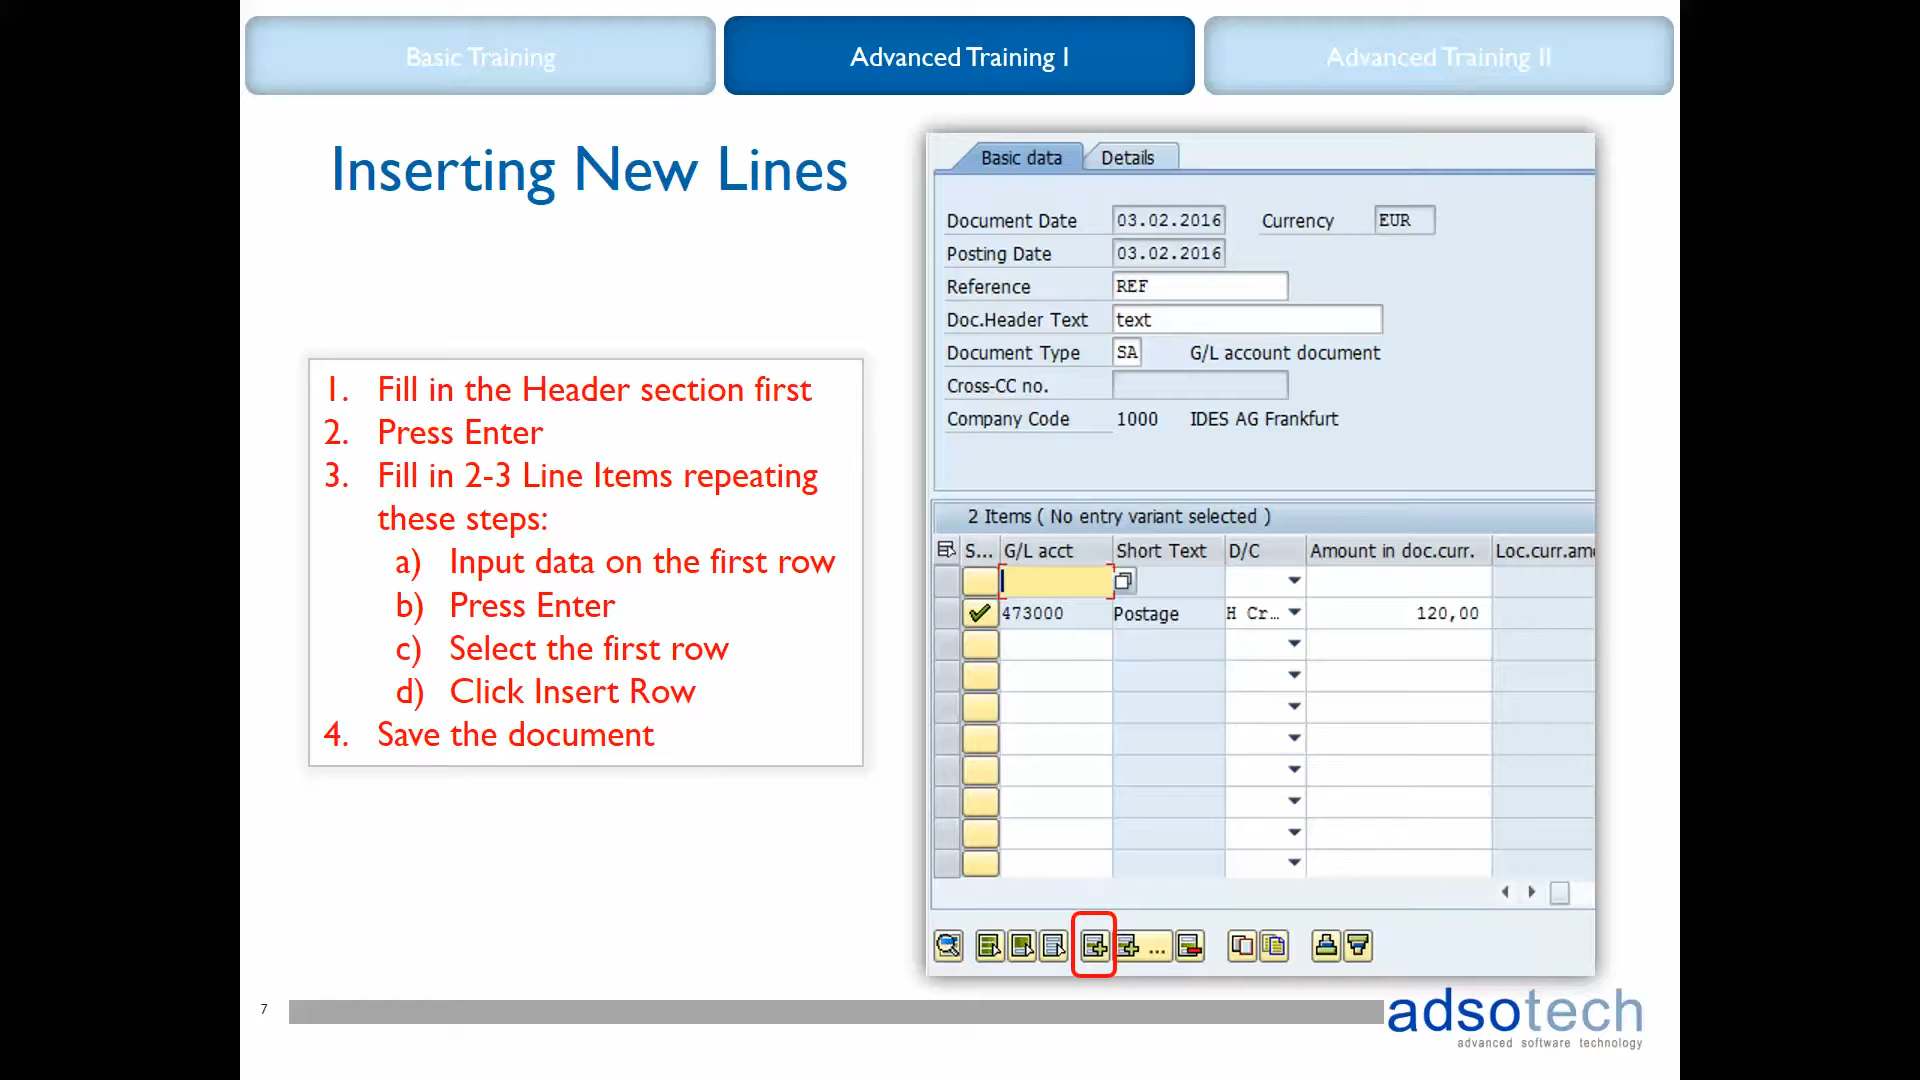 Basic Training
Advanced Training I
Advanced Training II
Inserting New Lines
1. Fill in the Header section first
2. Press Enter
3. Fill in 2-3 Line Items repeating
these steps:
a) Input data on the first row
b) Press Enter
c) Select the first row
d) Click Insert Row
4. Save the document
Basic data Details
Document Date 03.02.2016 Currency EUR
Posting Date 03.02.2016
Reference REF
Doc.Header Text text
Document Type SA G/L account document
Cross-CC no.
Company Code 1000 IDES AG Frankfurt
2 Items ( No entry variant selected )
S... G/L acct Short Text D/C Amount in doc.curr. Loc.curr.am
473000 Postage H Cr... 120,00
...
7
adsotech
advanced software technology